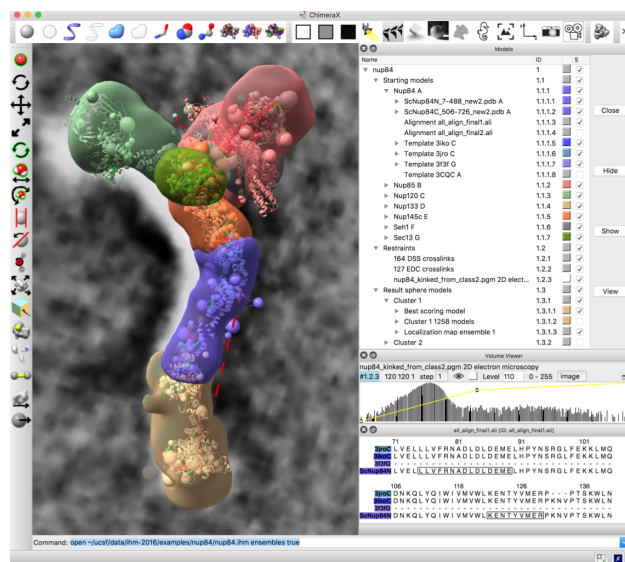 ChimeraX
Models
Name ID S
nup84 1
Starting models 1.1
Nup84 A 1.1.1
ScNup84N_7-488_new2.pdb A 1.1.1.1
ScNup84C_506-726_new2.pdb A 1.1.1.2
Alignment all_align_final1.ali 1.1.1.3
Alignment all_align_final2.ali 1.1.1.4
Template 3iko C 1.1.1.5
Template 3jro C 1.1.1.6
Template 3f3f G 1.1.1.7
Template 3CQC A 1.1.1.8
Nup85 B 1.1.2
Nup120 C 1.1.3
Nup133 D 1.1.4
Nup145c E 1.1.5
Seh1 F 1.1.6
Sec13 G 1.1.7
Restraints 1.2
164 DSS crosslinks 1.2.1
127 EDC crosslinks 1.2.2
nup84_kinked_from_class2.pgm 2D elect... 1.2.3
Result sphere models 1.3
Cluster 1 1.3.1
Best scoring model 1.3.1.1
Cluster 1 1258 models 1.3.1.2
Localization map ensemble 1 1.3.1.3
Cluster 2 1.3.2
Close
Hide
Show
View
Volume Viewer
nup84_kinked_from_class2.pgm 2D electron microscopy
#1.2.3 120 120 1 step 1 Level 110 0 - 255 image
all_align_final1.ali [ID: all_align_final1.ali]
71 81 91 101
3jroC LVELLLVFRNADLDLDEMELHPYNSRGLFEKKLMQ
3ikoC LVELLLVFRNADLDLDEMELHPYNSRGLFEKKLMQ
3f3fG - - - - - - - - - - - - - - - - - - - - - - - - - - - - - - - - - - -
ScNup84N LVELLLVFRNADLDLDEMELHPYNSRGLFEKKLMQ
106 116 126 136
3jroC DNKQLYQIWIVMVWLKENTYVMERP---PTSKWLN
3ikoC DNKQLYQIWIVMVWLKENTYVMERP---PTSKWLN
3f3fG - - - - - - - - - - - - - - - - - - - - - - - - - - - - - - - - - - -
ScNup84N DNKQLYQIWIVMVWLKENTYVMERPKNVPTSKWLN
Command: open ~/ucsf/data/ihm-2016/examples/nup84/nup84.ihm ensembles true